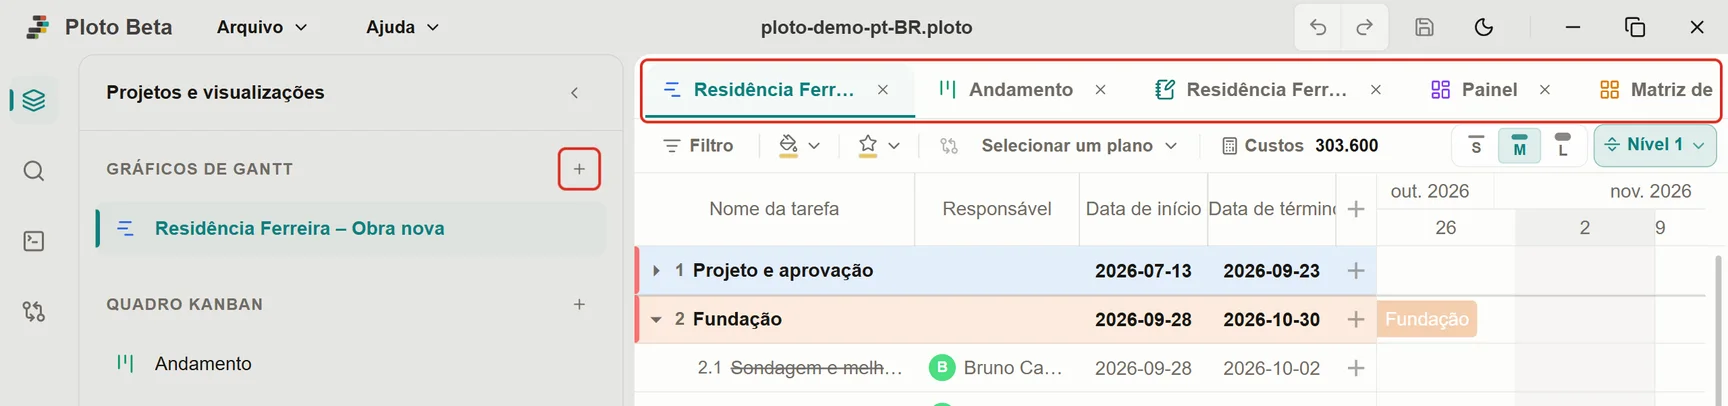 Ploto Beta Arquivo Ajuda ploto-demo-pt-BR.ploto
Projetos e visualizações
GRÁFICOS DE GANTT
Residência Ferreira – Obra nova
QUADRO KANBAN
Andamento
Residência Ferr... Andamento Residência Ferr... Painel Matriz de
Filtro Selecionar um plano Custos 303.600 S M L Nível 1
Nome da tarefa Responsável Data de início Data de término out. 2026 nov. 2026
26 2 9
1 Projeto e aprovação 2026-07-13 2026-09-23
2 Fundação 2026-09-28 2026-10-30 Fundação
2.1 Sondagem e melh... B Bruno Ca... 2026-09-28 2026-10-02